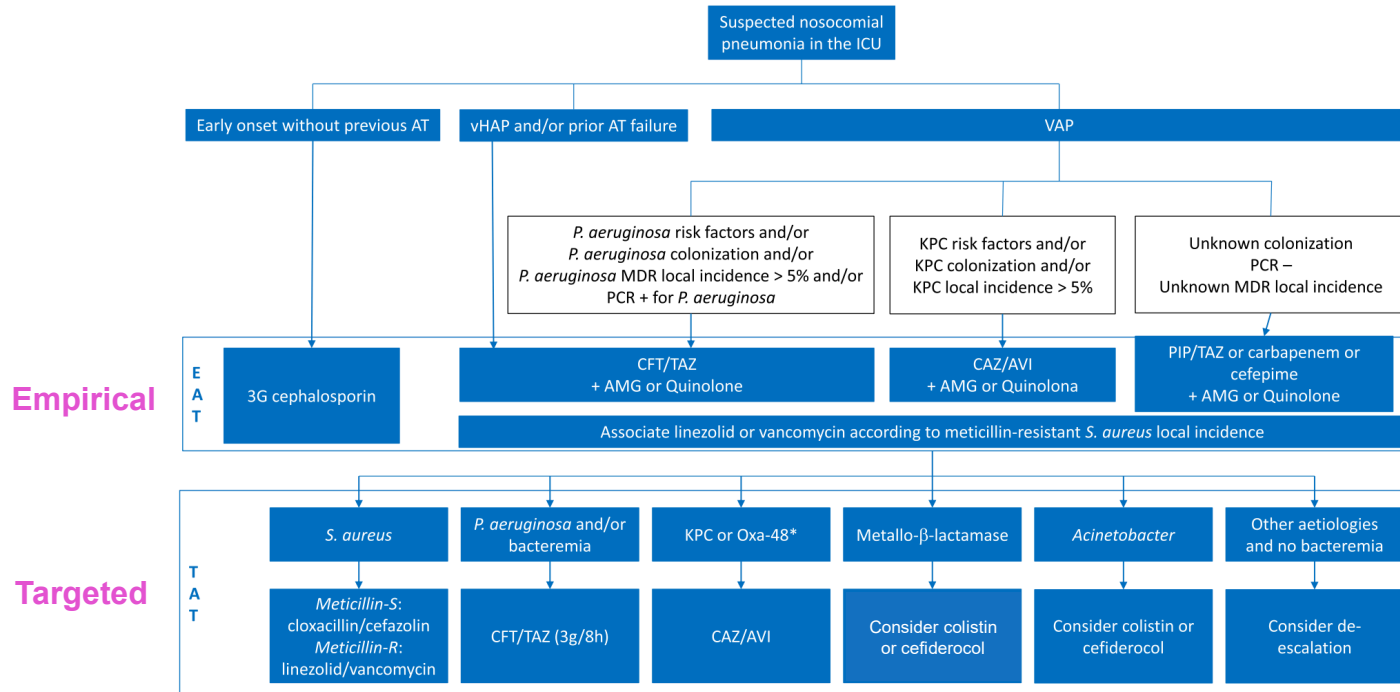 Suspected nosocomial
pneumonia in the ICU
Early onset without previous AT
vHAP and/or prior AT failure
VAP
P. aeruginosa risk factors and/or
P. aeruginosa colonization and/or
P. aeruginosa MDR local incidence > 5% and/or
PCR + for P. aeruginosa
KPC risk factors and/or
KPC colonization and/or
KPC local incidence > 5%
Unknown colonization
PCR –
Unknown MDR local incidence
Empirical
E
A
T
3G cephalosporin
CFT/TAZ
+ AMG or Quinolone
CAZ/AVI
+ AMG or Quinolona
PIP/TAZ or carbapenem or
cefepime
+ AMG or Quinolone
Associate linezolid or vancomycin according to meticillin-resistant S. aureus local incidence
Targeted
T
A
T
S. aureus
P. aeruginosa and/or
bacteremia
KPC or Oxa-48*
Metallo-β-lactamase
Acinetobacter
Other aetiologies
and no bacteremia
Meticillin-S:
cloxacillin/cefazolin
Meticillin-R:
linezolid/vancomycin
CFT/TAZ (3g/8h)
CAZ/AVI
Consider colistin
or cefiderocol
Consider colistin or
cefiderocol
Consider de-
escalation